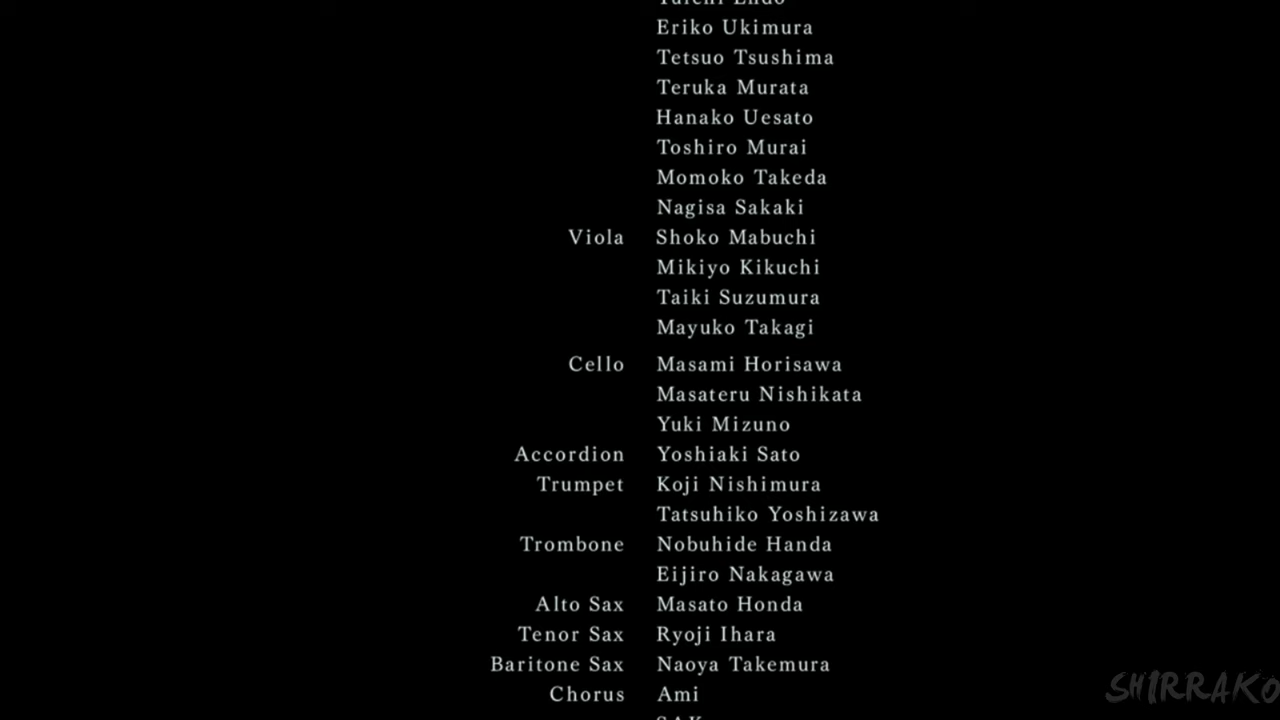 Yuichi Endo
Eriko Ukimura
Tetsuo Tsushima
Teruka Murata
Hanako Uesato
Toshiro Murai
Momoko Takeda
Nagisa Sakaki
Viola Shoko Mabuchi
Mikiyo Kikuchi
Taiki Suzumura
Mayuko Takagi
Cello Masami Horisawa
Masateru Nishikata
Yuki Mizuno
Accordion Yoshiaki Sato
Trumpet Koji Nishimura
Tatsuhiko Yoshizawa
Trombone Nobuhide Handa
Eijiro Nakagawa
Alto Sax Masato Honda
Tenor Sax Ryoji Ihara
Baritone Sax Naoya Takemura
Chorus Ami
SHIRRAKO